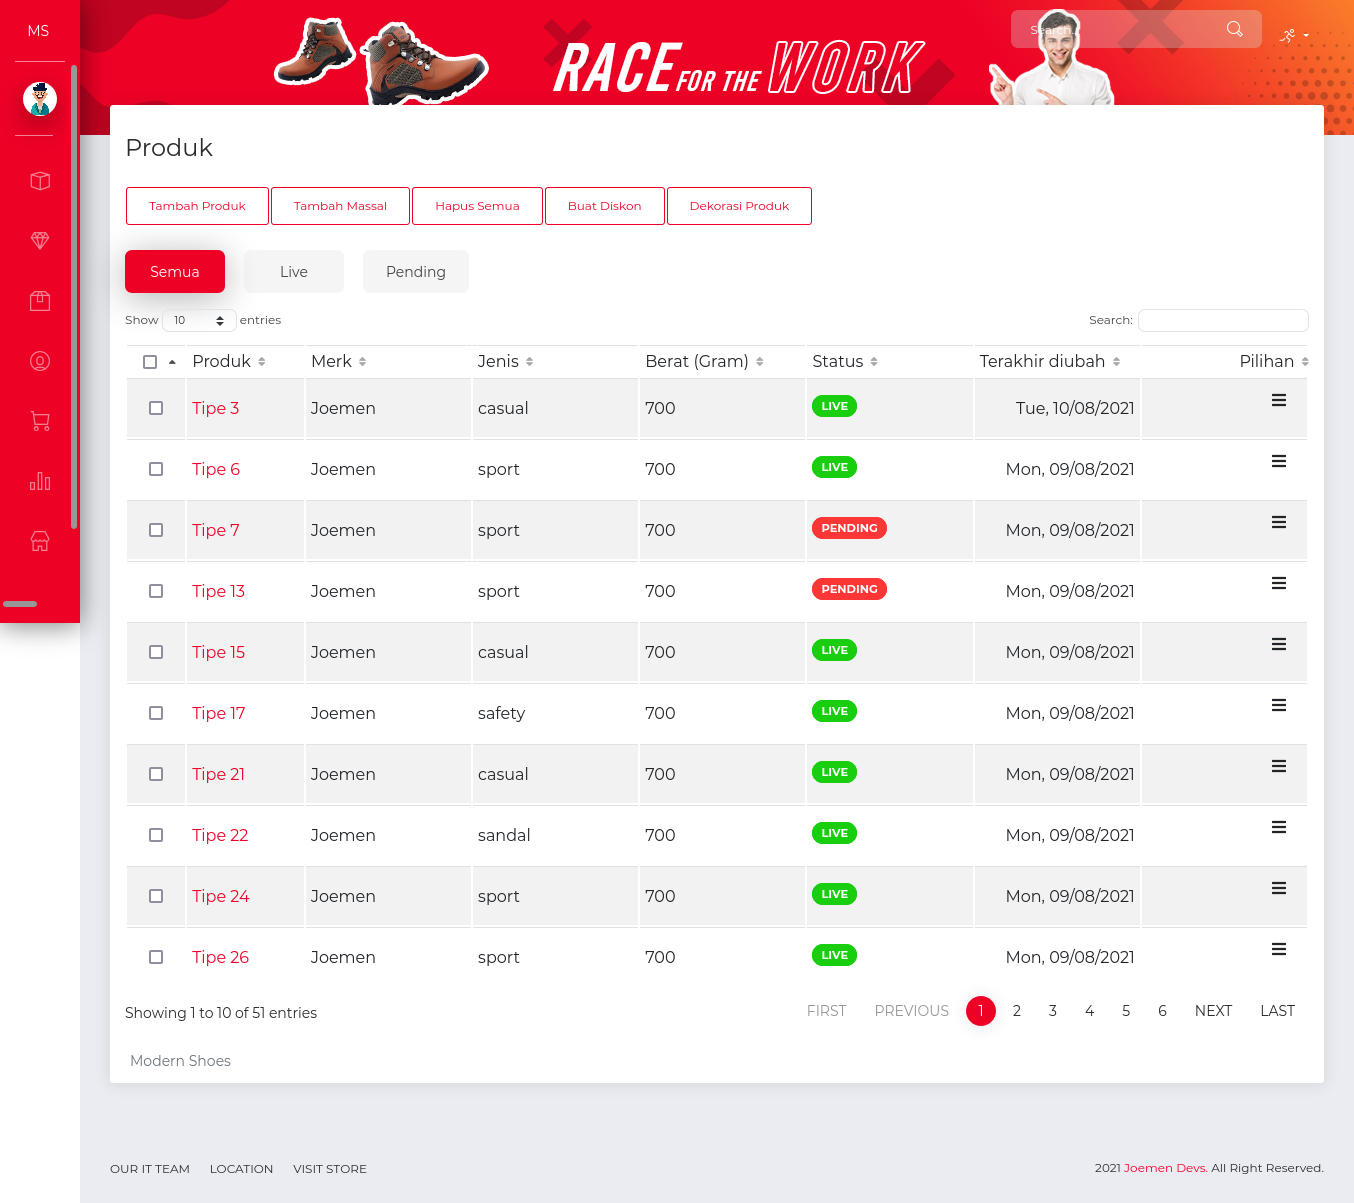 MS
RACE FOR THE WORK
Search...
Produk
Tambah Produk Tambah Massal Hapus Semua Buat Diskon Dekorasi Produk
Semua Live Pending
Show 10 entries Search:
Produk Merk Jenis Berat (Gram) Status Terakhir diubah Pilihan
Tipe 3 Joemen casual 700 LIVE Tue, 10/08/2021
Tipe 6 Joemen sport 700 LIVE Mon, 09/08/2021
Tipe 7 Joemen sport 700 PENDING Mon, 09/08/2021
Tipe 13 Joemen sport 700 PENDING Mon, 09/08/2021
Tipe 15 Joemen casual 700 LIVE Mon, 09/08/2021
Tipe 17 Joemen safety 700 LIVE Mon, 09/08/2021
Tipe 21 Joemen casual 700 LIVE Mon, 09/08/2021
Tipe 22 Joemen sandal 700 LIVE Mon, 09/08/2021
Tipe 24 Joemen sport 700 LIVE Mon, 09/08/2021
Tipe 26 Joemen sport 700 LIVE Mon, 09/08/2021
Showing 1 to 10 of 51 entries FIRST PREVIOUS 1 2 3 4 5 6 NEXT LAST
Modern Shoes
OUR IT TEAM LOCATION VISIT STORE 2021 Joemen Devs. All Right Reserved.